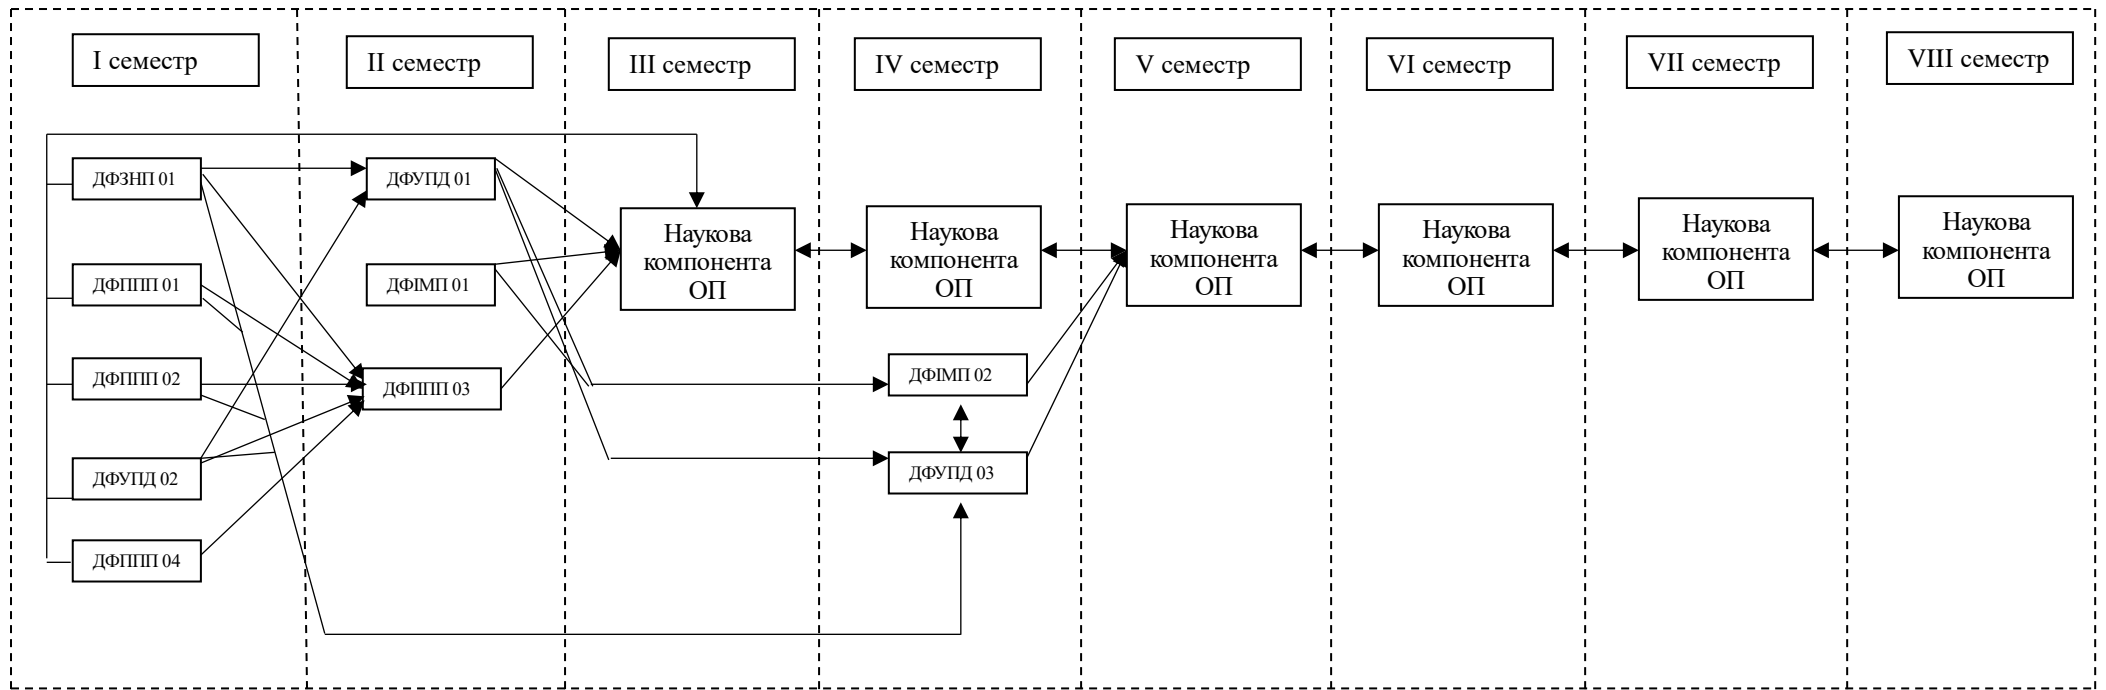 I семестр
II семестр
III семестр
IV семестр
V семестр
VI семестр
VII семестр
VIII семестр
ДФЗНП 01
ДФППП 01
ДФППП 02
ДФУПД 02
ДФППП 04
ДФУПД 01
ДФІМП 01
ДФППП 03
Наукова
компонента
ОП
Наукова
компонента
ОП
ДФІМП 02
ДФУПД 03
Наукова
компонента
ОП
Наукова
компонента
ОП
Наукова
компонента
ОП
Наукова
компонента
ОП